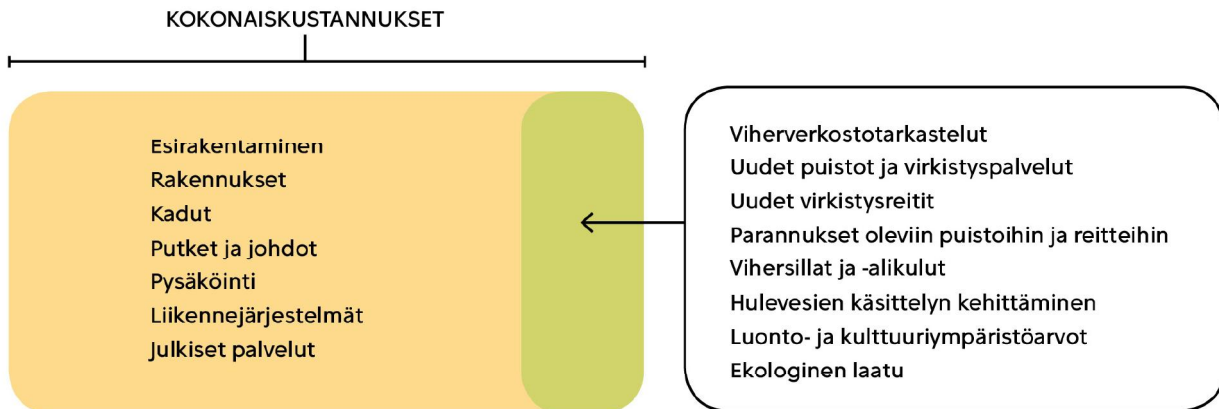 KOKONAISKUSTANNUKSET
Esirakentaminen
Rakennukset
Kadut
Putket ja johdot
Pysäköinti
Liikennejärjestelmät
Julkiset palvelut
Viherverkostotarkastelut
Uudet puistot ja virkistyspalvelut
Uudet virkistysreitit
Parannukset oleviin puistoihin ja reitteihin
Vihersillat ja -alikulut
Hulevesien käsittelyn kehittäminen
Luonto- ja kulttuuriympäristöarvot
Ekologinen laatu